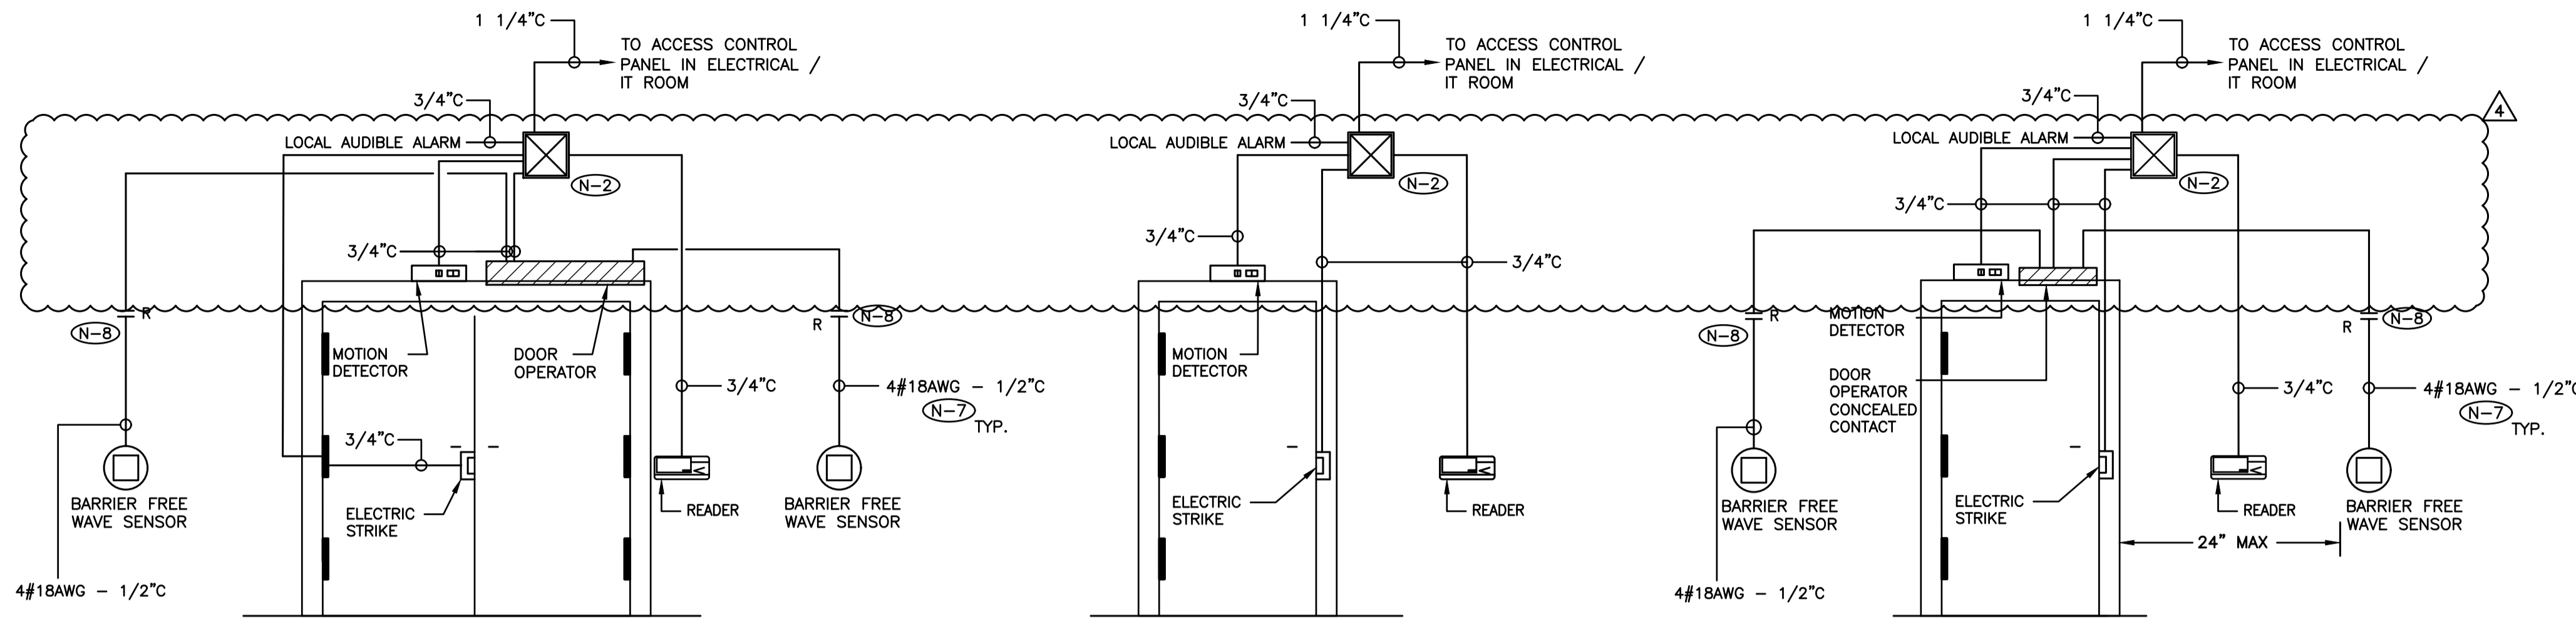 1 1/4"C
TO ACCESS CONTROL
PANEL IN ELECTRICAL /
IT ROOM
3/4"C
LOCAL AUDIBLE ALARM
N-2
3/4"C
R
N-8
MOTION
DETECTOR
DOOR
OPERATOR
R
N-8
3/4"C
4#18AWG - 1/2"C
N-7
TYP.
3/4"C
BARRIER FREE
WAVE SENSOR
ELECTRIC
STRIKE
READER
BARRIER FREE
WAVE SENSOR
4#18AWG - 1/2"C
1 1/4"C
TO ACCESS CONTROL
PANEL IN ELECTRICAL /
IT ROOM
3/4"C
LOCAL AUDIBLE ALARM
N-2
3/4"C
3/4"C
MOTION
DETECTOR
ELECTRIC
STRIKE
READER
1 1/4"C
TO ACCESS CONTROL
PANEL IN ELECTRICAL /
IT ROOM
3/4"C
4
LOCAL AUDIBLE ALARM
N-2
3/4"C
R
N-8
MOTION
DETECTOR
R
N-8
DOOR
OPERATOR
CONCEALED
CONTACT
3/4"C
4#18AWG - 1/2"C
N-7
TYP.
BARRIER FREE
WAVE SENSOR
ELECTRIC
STRIKE
READER
BARRIER FREE
WAVE SENSOR
24" MAX
4#18AWG - 1/2"C